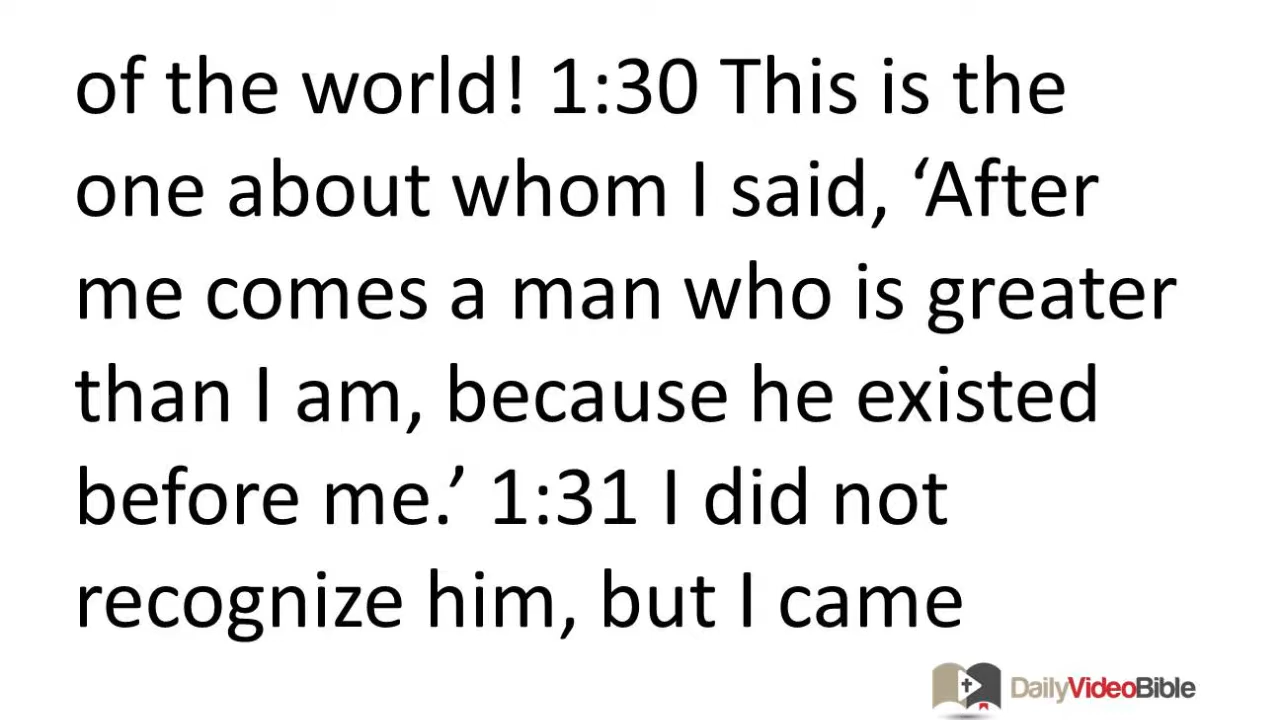 of the world! 1:30 This is the
one about whom I said, ‘After
me comes a man who is greater
than I am, because he existed
before me.’ 1:31 I did not
recognize him, but I came
DailyVideoBible